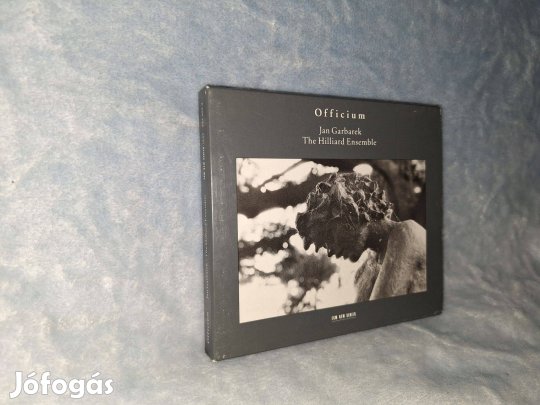 Officium
Jan Garbarek
The Hilliard Ensemble
ECM NEW SERIES
Jófogás